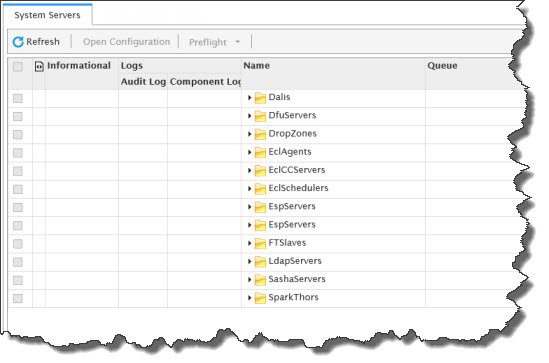 System Servers
Refresh Open Configuration Preflight
Informational Logs Name Queue
Audit Log Component Log
Dalis
DfuServers
DropZones
EclAgents
EclCCServers
EclSchedulers
EspServers
EspServers
FTSlaves
LdapServers
SashaServers
SparkThors